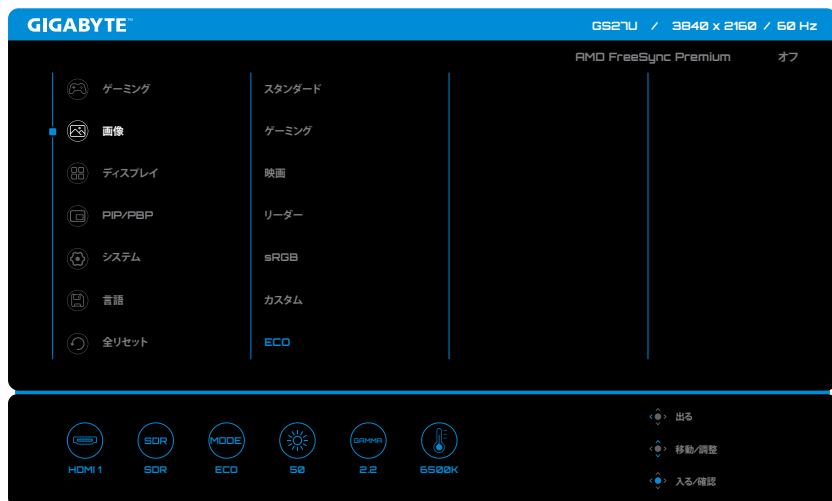 GIGABYTE™ GS27U / 3840 x 2160 / 60 Hz
AMD FreeSync Premium オフ
ゲーミング スタンダード
画像 ゲーミング
ディスプレイ 映画
PIP/PBP リーダー
システム sRGB
言語 カスタム
全リセット ECO
出る
SDR MODE GAMMA
移動/調整
HDMI 1 SDR ECO 50 2.2 6500K
入る/確認